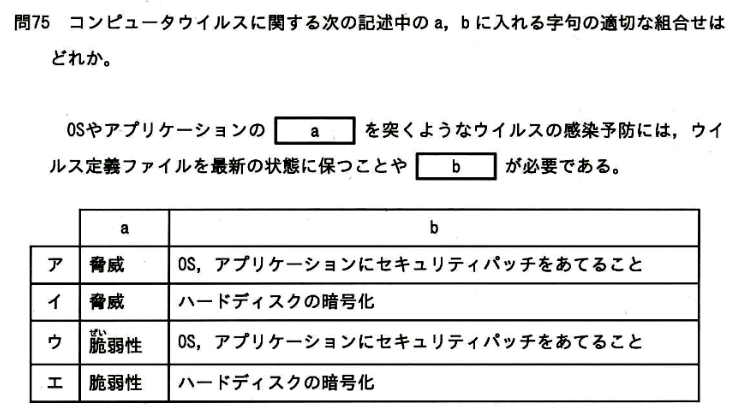 問75 コンピュータウイルスに関する次の記述中の a，b に入れる字句の適切な組合せは
どれか。
OSやアプリケーションの a を突くようなウイルスの感染予防には，ウイ
ルス定義ファイルを最新の状態に保つことや b が必要である。
a b
ア 脅威 OS，アプリケーションにセキュリティパッチをあてること
イ 脅威 ハードディスクの暗号化
ぜい
ウ 脆弱性 OS，アプリケーションにセキュリティパッチをあてること
エ 脆弱性 ハードディスクの暗号化